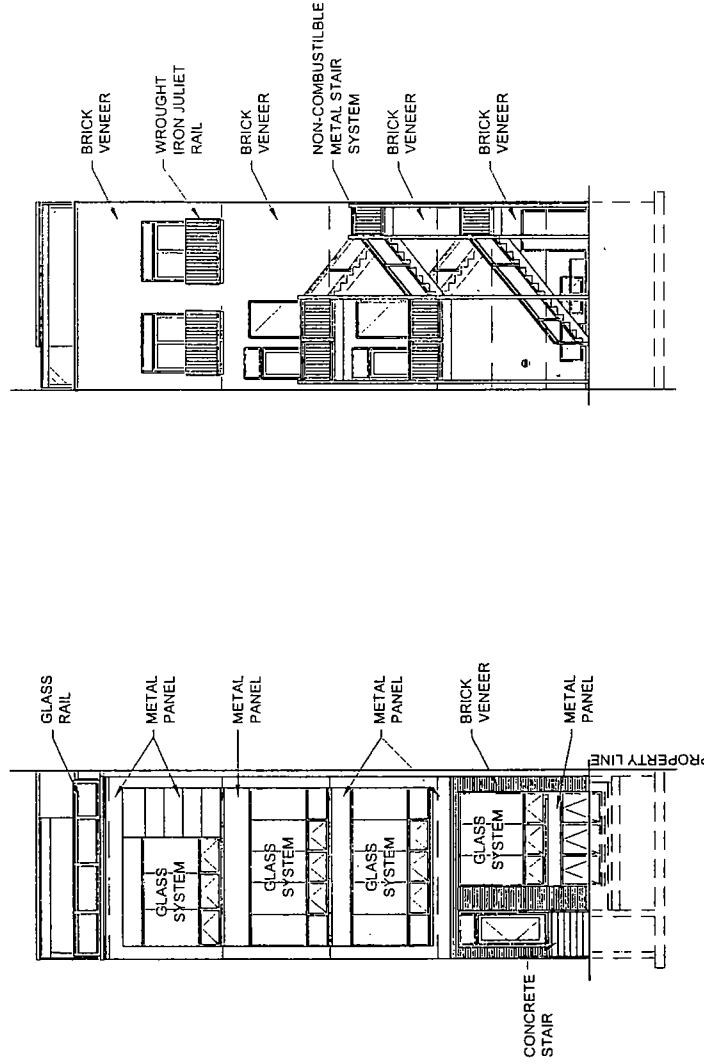 GLASS
RAIL
METAL
PANEL
METAL
PANEL
METAL
PANEL
BRICK
VENEER
METAL
PANEL
PROPERTY LINE
GLASS
SYSTEM
GLASS
SYSTEM
GLASS
SYSTEM
GLASS
SYSTEM
CONCRETE
STAIR
BRICK
VENEER
WROUGHT
IRON JULIET
RAIL
BRICK
VENEER
NON-COMBUSTILBLE
METAL STAIR
SYSTEM
BRICK
VENEER
BRICK
VENEER